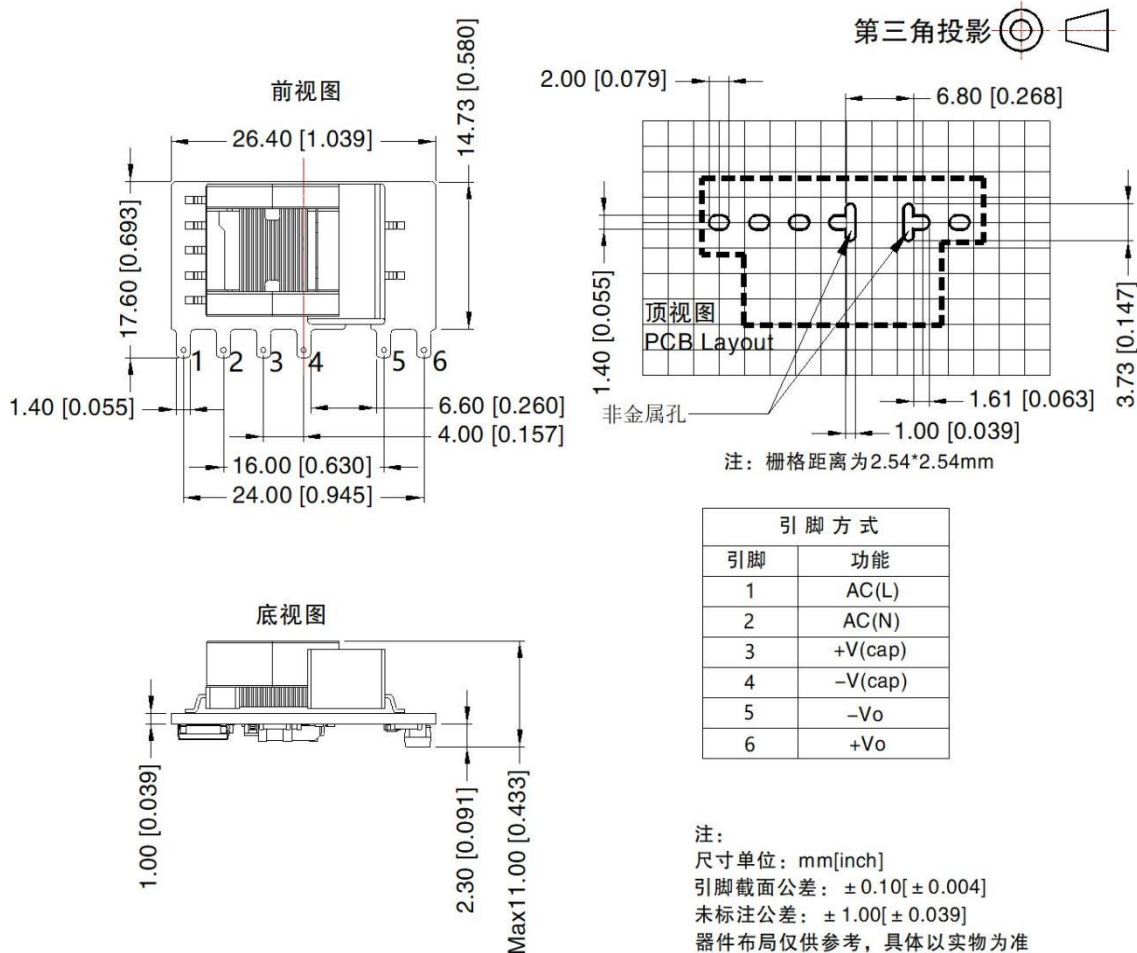 第三角投影
前视图
26.40 [1.039]
14.73 [0.580]
17.60 [0.693]
1 2 3 4 5 6
1.40 [0.055]
6.60 [0.260]
4.00 [0.157]
16.00 [0.630]
24.00 [0.945]
2.00 [0.079]
6.80 [0.268]
1.40 [0.055]
3.73 [0.147]
顶视图
PCB Layout
非金属孔
1.61 [0.063]
1.00 [0.039]
注：栅格距离为2.54*2.54mm
底视图
1.00 [0.039]
2.30 [0.091]
Max11.00 [0.433]
引脚方式
引脚 功能
1 AC(L)
2 AC(N)
3 +V(cap)
4 −V(cap)
5 −Vo
6 +Vo
注：
尺寸单位：mm[inch]
引脚截面公差：±0.10[±0.004]
未标注公差：±1.00[±0.039]
器件布局仅供参考，具体以实物为准